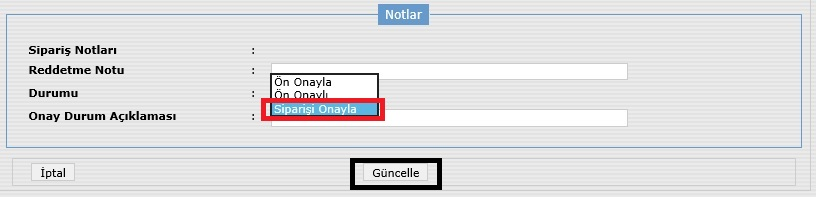 Notlar
Sipariş Notları :
Reddetme Notu :
Ön Onayla
Durumu :
Ön Onaylı
Siparişi Onayla
Onay Durum Açıklaması :
İptal Güncelle